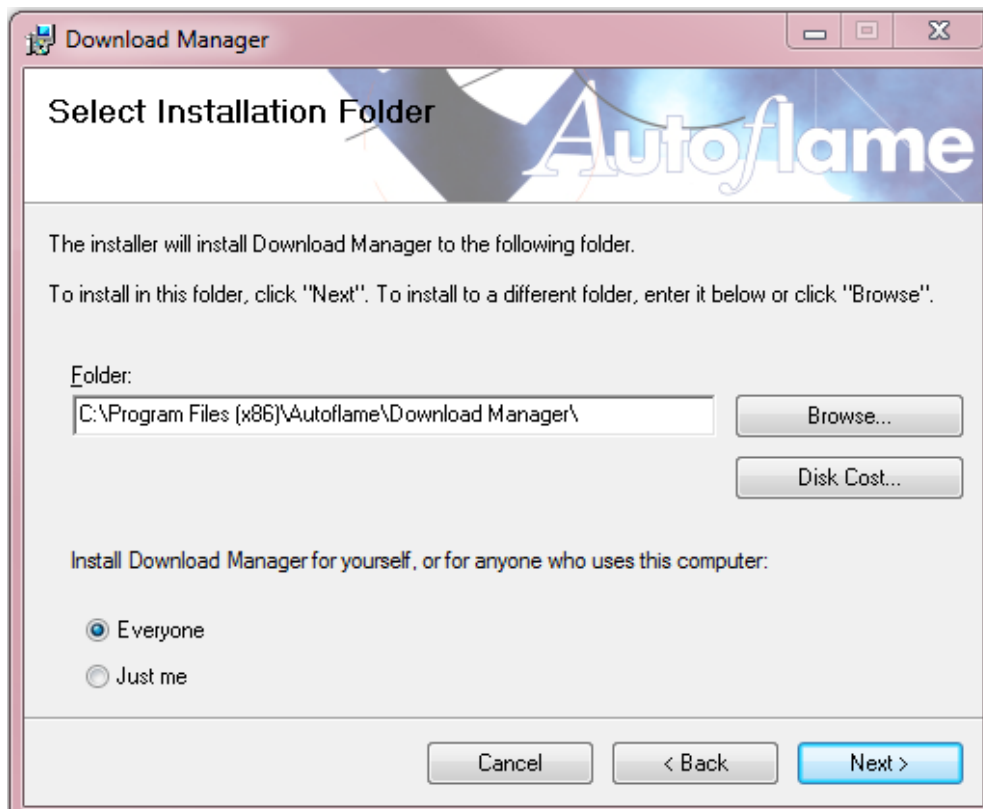 Download Manager
Select Installation Folder
Autoflame
The installer will install Download Manager to the following folder.
To install in this folder, click "Next". To install to a different folder, enter it below or click "Browse".
Folder:
C:\Program Files (x86)\Autoflame\Download Manager\
Browse...
Disk Cost...
Install Download Manager for yourself, or for anyone who uses this computer:
Everyone
Just me
Cancel
< Back
Next >